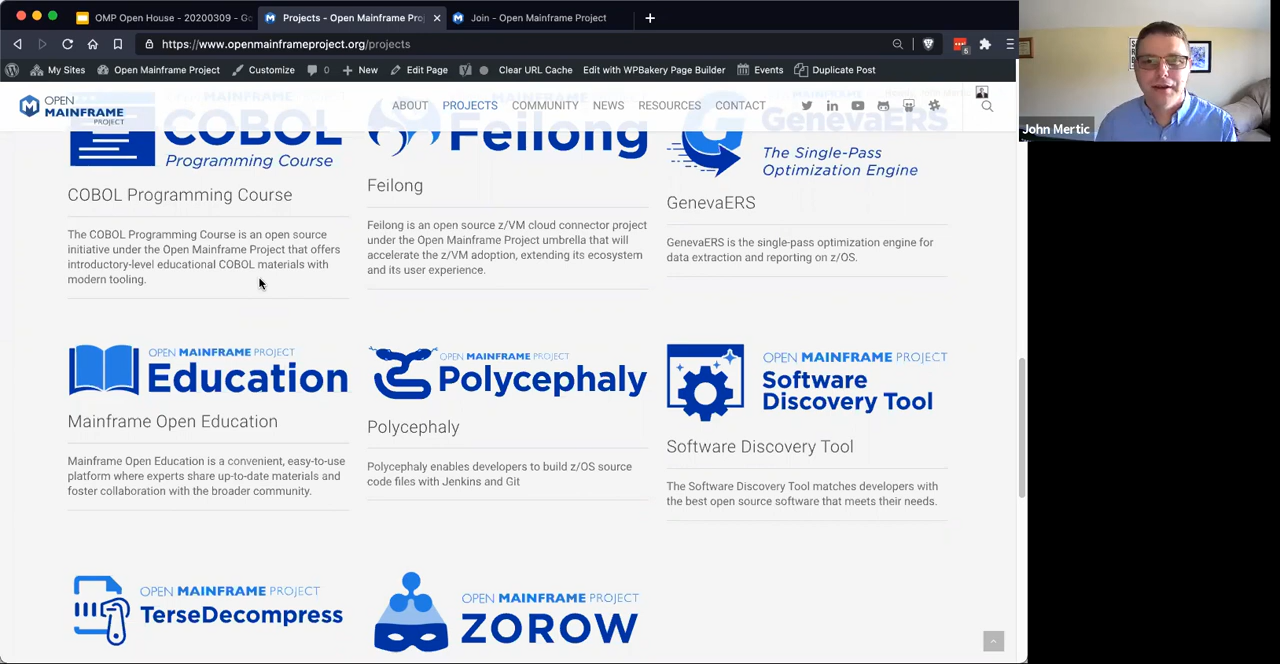 OMP Open House - 20200309 - Go
Projects - Open Mainframe Proj
Join - Open Mainframe Project
https://www.openmainframeproject.org/projects
6
My Sites
Open Mainframe Project
Customize
0
New
Edit Page
Clear URL Cache
Edit with WPBakery Page Builder
Events
Duplicate Post
OPEN
MAINFRAME
PROJECT
ABOUT
PROJECTS
COMMUNITY
NEWS
RESOURCES
CONTACT
John Mertic
COBOL
Programming Course
Feilong
GenevaERS
The Single-Pass
Optimization Engine
COBOL Programming Course
The COBOL Programming Course is an open source
initiative under the Open Mainframe Project that offers
introductory-level educational COBOL materials with
modern tooling.
Feilong
Feilong is an open source z/VM cloud connector project
under the Open Mainframe Project umbrella that will
accelerate the z/VM adoption, extending its ecosystem
and its user experience.
GenevaERS
GenevaERS is the single-pass optimization engine for
data extraction and reporting on z/OS.
OPEN MAINFRAME PROJECT
Education
Mainframe Open Education
Mainframe Open Education is a convenient, easy-to-use
platform where experts share up-to-date materials and
foster collaboration with the broader community.
OPEN MAINFRAME PROJECT
Polycephaly
Polycephaly
Polycephaly enables developers to build z/OS source
code files with Jenkins and Git
OPEN MAINFRAME PROJECT
Software
Discovery Tool
Software Discovery Tool
The Software Discovery Tool matches developers with
the best open source software that meets their needs.
OPEN MAINFRAME PROJECT
TerseDecompress
OPEN MAINFRAME PROJECT
ZOROW